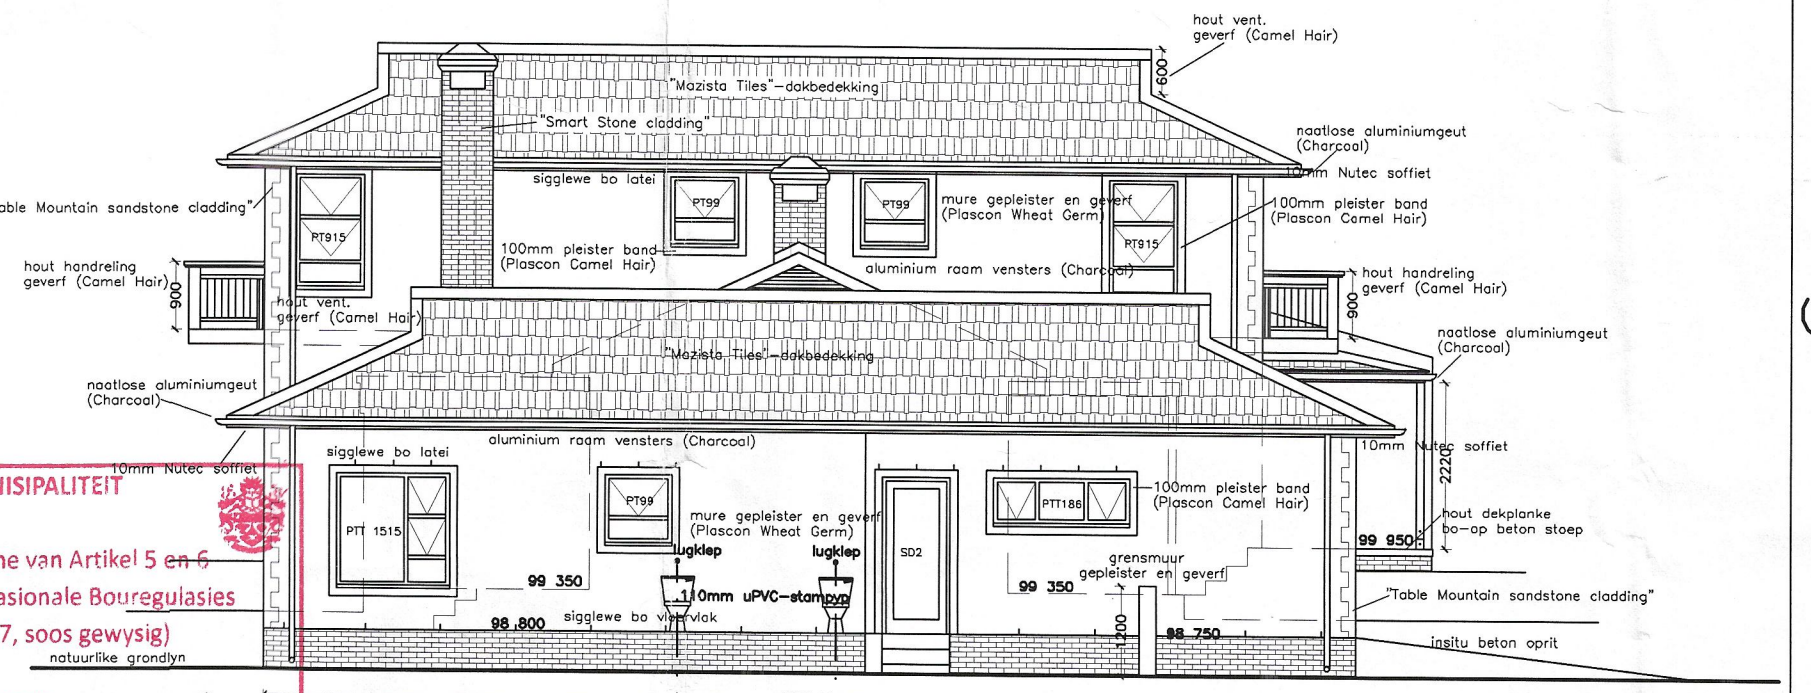 hout vent.
geverf (Camel Hair)
600
"Mazista Tiles"-dakbedekking
"Smart Stone cladding"
naatlose aluminiumgeut
(Charcoal)
10mm Nutec soffiet
sigglewe bo latei
PT99
PT99
mure gepleister en geverf
(Plascon Wheat Germ)
100mm pleister band
(Plascon Camel Hair)
able Mountain sandstone cladding"
PT915
PT915
100mm pleister band
(Plascon Camel Hair)
aluminium raam vensters (Charcoal)
hout handreling
geverf (Camel Hair)
900
hout handreling
geverf (Camel Hair)
900
hout vent.
geverf (Camel Hair)
naatlose aluminiumgeut
(Charcoal)
"Mazista Tiles"-dakbedekking
naatlose aluminiumgeut
(Charcoal)
aluminium raam vensters (Charcoal)
sigglewe bo latei
10mm Nutec soffiet
10mm Nutec soffiet
2220
ISIPALITEIT
PT99
PTT186
100mm pleister band
(Plascon Camel Hair)
PTT 1515
mure gepleister en geverf
(Plascon Wheat Germ)
hout dekplanke
bo-op beton stoep
99 950
SD2
lugklep
lugklep
grensmuur
gepleister en geverf
ne van Artikel 5 en 6
99 350
99 350
110mm uPVC-stampyp
asionale Bouregulasies
"Table Mountain sandstone cladding"
98 800
sigglewe bo vloervlak
1200
98 750
7, soos gewysig)
insitu beton oprit
natuurlike grondlyn